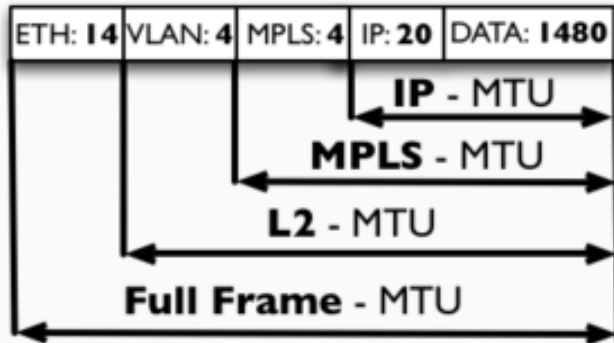 ETH: 14 VLAN: 4 MPLS: 4 IP: 20 DATA: 1480
IP - MTU
MPLS - MTU
L2 - MTU
Full Frame - MTU